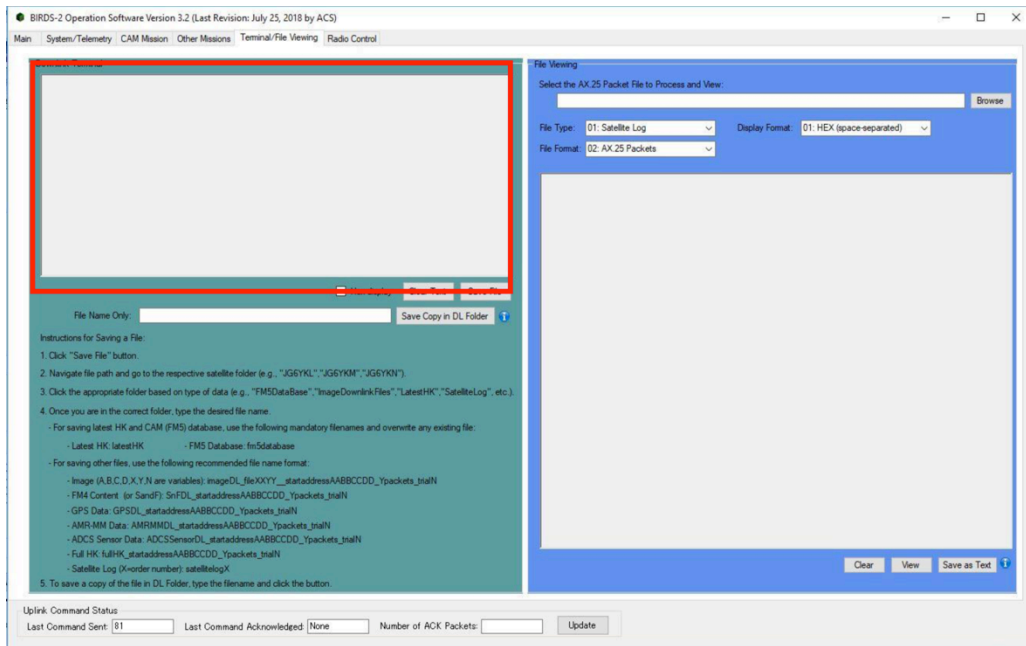 BIRDS-2 Operation Software Version 3.2 (Last Revision: July 25, 2018 by ACS)
Main System/Telemetry CAM Mission Other Missions Terminal/File Viewing Radio Control
File Viewing
Select the AX.25 Packet File to Process and View:
Browse
File Type: 01: Satellite Log Display Format: 01: HEX (space-separated)
File Format: 02: AX.25 Packets
File Name Only: Save Copy in DL Folder
Instructions for Saving a File:
1. Click "Save File" button.
2. Navigate file path and go to the respective satellite folder (e.g., "JG6YKL","JG6YKM","JG6YKN").
3. Click the appropriate folder based on type of data (e.g., "FM5DataBase","ImageDownlinkFiles","LatestHK","SatelliteLog", etc.).
4. Once you are in the correct folder, type the desired file name.
- For saving latest HK and CAM (FM5) database, use the following mandatory filenames and overwrite any existing file:
- Latest HK: latestHK - FM5 Database: fm5database
- For saving other files, use the following recommended file name format:
- Image (A,B,C,D,X,Y,N are variables): imageDL_fileXXYY__startaddressAABBCCDD_Ypackets_trialN
- FM4 Content (or SandF): SnFDL_startaddressAABBCCDD_Ypackets_trialN
- GPS Data: GPSDL_startaddressAABBCCDD_Ypackets_trialN
- AMR-MM Data: AMRMMDL_startaddressAABBCCDD_Ypackets_trialN
- ADCS Sensor Data: ADCSSensorDL_startaddressAABBCCDD_Ypackets_trialN
- Full HK: fullHK_startaddressAABBCCDD_Ypackets_trialN
- Satellite Log (X=order number): satellitelogX
5. To save a copy of the file in DL Folder, type the filename and click the button.
Clear View Save as Text
Uplink Command Status
Last Command Sent: 81 Last Command Acknowledged: None Number of ACK Packets: Update